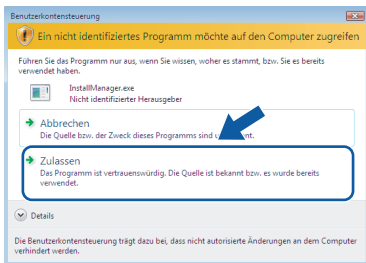 Benutzerkontensteuerung
Ein nicht identifiziertes Programm möchte auf den Computer zugreifen
Führen Sie das Programm nur aus, wenn Sie wissen, woher es stammt, bzw. Sie es bereits
verwendet haben.
InstallManager.exe
Nicht identifizierter Herausgeber
Abbrechen
Die Quelle bzw. der Zweck dieses Programms sind
Zulassen
Das Programm ist vertrauenswürdig. Die Quelle ist bekannt bzw. es wurde bereits
verwendet.
Details
Die Benutzerkontensteuerung trägt dazu bei, dass nicht autorisierte Änderungen an dem Computer
verhindert werden.